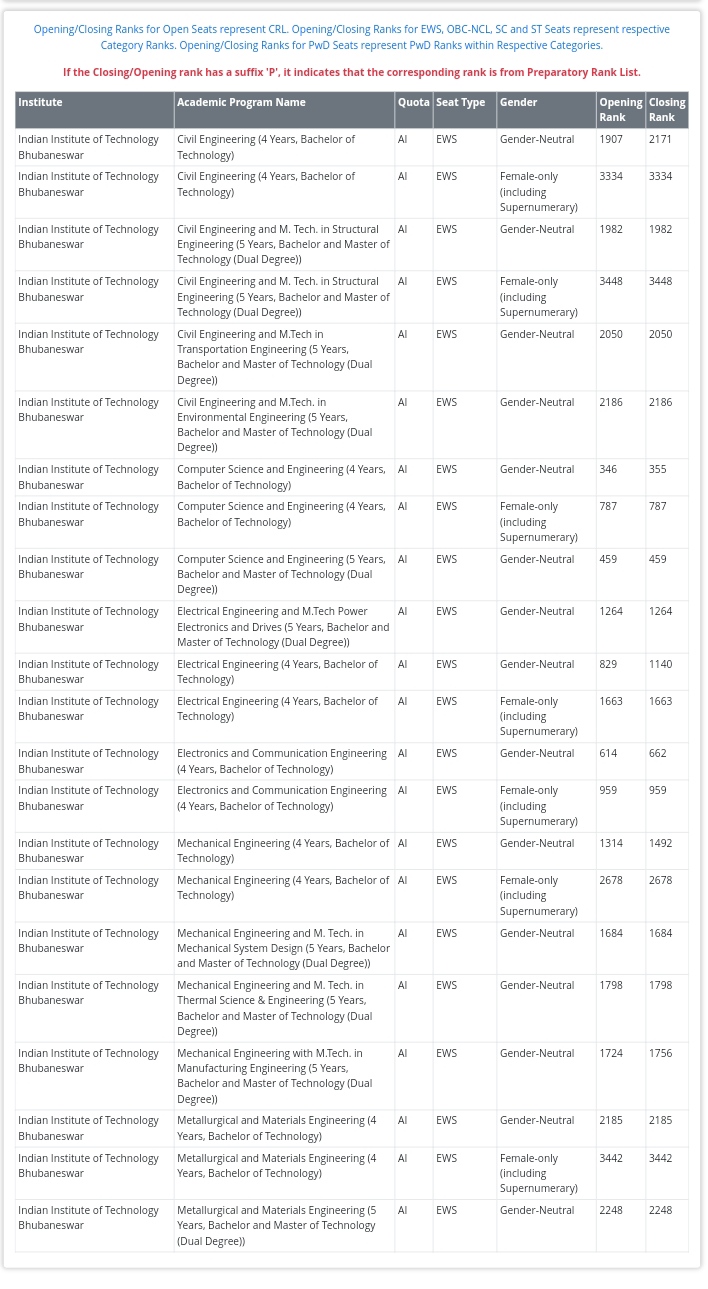 Opening/Closing Ranks for Open Seats represent CRL. Opening/Closing Ranks for EWS, OBC-NCL, SC and ST Seats represent respective
Category Ranks. Opening/Closing Ranks for PwD Seats represent PwD Ranks within Respective Categories.
If the Closing/Opening rank has a suffix 'P', it indicates that the corresponding rank is from Preparatory Rank List.
Institute Academic Program Name Quota Seat Type Gender Opening Closing
Rank Rank
Indian Institute of Technology Civil Engineering (4 Years, Bachelor of AI EWS Gender-Neutral 1907 2171
Bhubaneswar Technology)
Indian Institute of Technology Civil Engineering (4 Years, Bachelor of AI EWS Female-only 3334 3334
Bhubaneswar Technology) (including
Supernumerary)
Indian Institute of Technology Civil Engineering and M. Tech. in Structural AI EWS Gender-Neutral 1982 1982
Bhubaneswar Engineering (5 Years, Bachelor and Master of
Technology (Dual Degree))
Indian Institute of Technology Civil Engineering and M. Tech. in Structural AI EWS Female-only 3448 3448
Bhubaneswar Engineering (5 Years, Bachelor and Master of (including
Technology (Dual Degree)) Supernumerary)
Indian Institute of Technology Civil Engineering and M.Tech in AI EWS Gender-Neutral 2050 2050
Bhubaneswar Transportation Engineering (5 Years,
Bachelor and Master of Technology (Dual
Degree))
Indian Institute of Technology Civil Engineering and M.Tech. in AI EWS Gender-Neutral 2186 2186
Bhubaneswar Environmental Engineering (5 Years,
Bachelor and Master of Technology (Dual
Degree))
Indian Institute of Technology Computer Science and Engineering (4 Years, AI EWS Gender-Neutral 346 355
Bhubaneswar Bachelor of Technology)
Indian Institute of Technology Computer Science and Engineering (4 Years, AI EWS Female-only 787 787
Bhubaneswar Bachelor of Technology) (including
Supernumerary)
Indian Institute of Technology Computer Science and Engineering (5 Years, AI EWS Gender-Neutral 459 459
Bhubaneswar Bachelor and Master of Technology (Dual
Degree))
Indian Institute of Technology Electrical Engineering and M.Tech Power AI EWS Gender-Neutral 1264 1264
Bhubaneswar Electronics and Drives (5 Years, Bachelor and
Master of Technology (Dual Degree))
Indian Institute of Technology Electrical Engineering (4 Years, Bachelor of AI EWS Gender-Neutral 829 1140
Bhubaneswar Technology)
Indian Institute of Technology Electrical Engineering (4 Years, Bachelor of AI EWS Female-only 1663 1663
Bhubaneswar Technology) (including
Supernumerary)
Indian Institute of Technology Electronics and Communication Engineering AI EWS Gender-Neutral 614 662
Bhubaneswar (4 Years, Bachelor of Technology)
Indian Institute of Technology Electronics and Communication Engineering AI EWS Female-only 959 959
Bhubaneswar (4 Years, Bachelor of Technology) (including
Supernumerary)
Indian Institute of Technology Mechanical Engineering (4 Years, Bachelor of AI EWS Gender-Neutral 1314 1492
Bhubaneswar Technology)
Indian Institute of Technology Mechanical Engineering (4 Years, Bachelor of AI EWS Female-only 2678 2678
Bhubaneswar Technology) (including
Supernumerary)
Indian Institute of Technology Mechanical Engineering and M. Tech. in AI EWS Gender-Neutral 1684 1684
Bhubaneswar Mechanical System Design (5 Years, Bachelor
and Master of Technology (Dual Degree))
Indian Institute of Technology Mechanical Engineering and M. Tech. in AI EWS Gender-Neutral 1798 1798
Bhubaneswar Thermal Science & Engineering (5 Years,
Bachelor and Master of Technology (Dual
Degree))
Indian Institute of Technology Mechanical Engineering with M.Tech. in AI EWS Gender-Neutral 1724 1756
Bhubaneswar Manufacturing Engineering (5 Years,
Bachelor and Master of Technology (Dual
Degree))
Indian Institute of Technology Metallurgical and Materials Engineering (4 AI EWS Gender-Neutral 2185 2185
Bhubaneswar Years, Bachelor of Technology)
Indian Institute of Technology Metallurgical and Materials Engineering (4 AI EWS Female-only 3442 3442
Bhubaneswar Years, Bachelor of Technology) (including
Supernumerary)
Indian Institute of Technology Metallurgical and Materials Engineering (5 AI EWS Gender-Neutral 2248 2248
Bhubaneswar Years, Bachelor and Master of Technology
(Dual Degree))